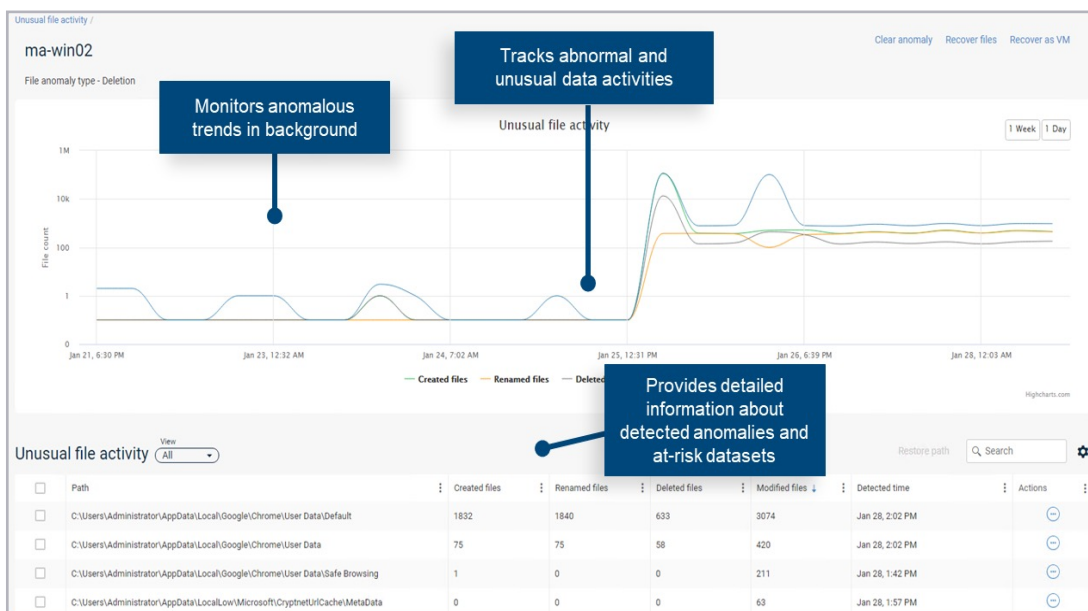 Unusual file activity /
ma-win02
Clear anomaly Recover files Recover as VM
File anomaly type - Deletion
Tracks abnormal and
unusual data activities
Monitors anomalous
trends in background
Unusual file activity
1 Week 1 Day
1M
10k
100
1
0
File count
Jan 21, 6:30 PM Jan 23, 12:32 AM Jan 24, 7:02 AM Jan 25, 12:31 PM Jan 26, 6:39 PM Jan 28, 12:03 AM
Created files Renamed files Deleted
Highcharts.com
Provides detailed
information about
detected anomalies and
at-risk datasets
Unusual file activity View All
Restore path Search
Path Created files Renamed files Deleted files Modified files ↓ Detected time Actions
C:\Users\Administrator\AppData\Local\Google\Chrome\User Data\Default 1832 1840 633 3074 Jan 28, 2:02 PM
C:\Users\Administrator\AppData\Local\Google\Chrome\User Data 75 75 58 420 Jan 28, 2:02 PM
C:\Users\Administrator\AppData\Local\Google\Chrome\User Data\Safe Browsing 1 0 0 211 Jan 28, 1:42 PM
C:\Users\Administrator\AppData\LocalLow\Microsoft\CryptnetUrlCache\MetaData 0 0 0 63 Jan 28, 1:57 PM